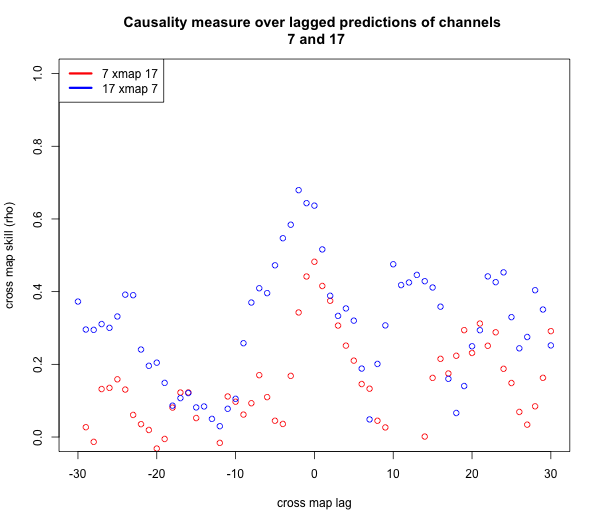 Causality measure over lagged predictions of channels
7 and 17
7 xmap 17
17 xmap 7
cross map skill (rho)
1.0
0.8
0.6
0.4
0.2
0.0
-30 -20 -10 0 10 20 30
cross map lag